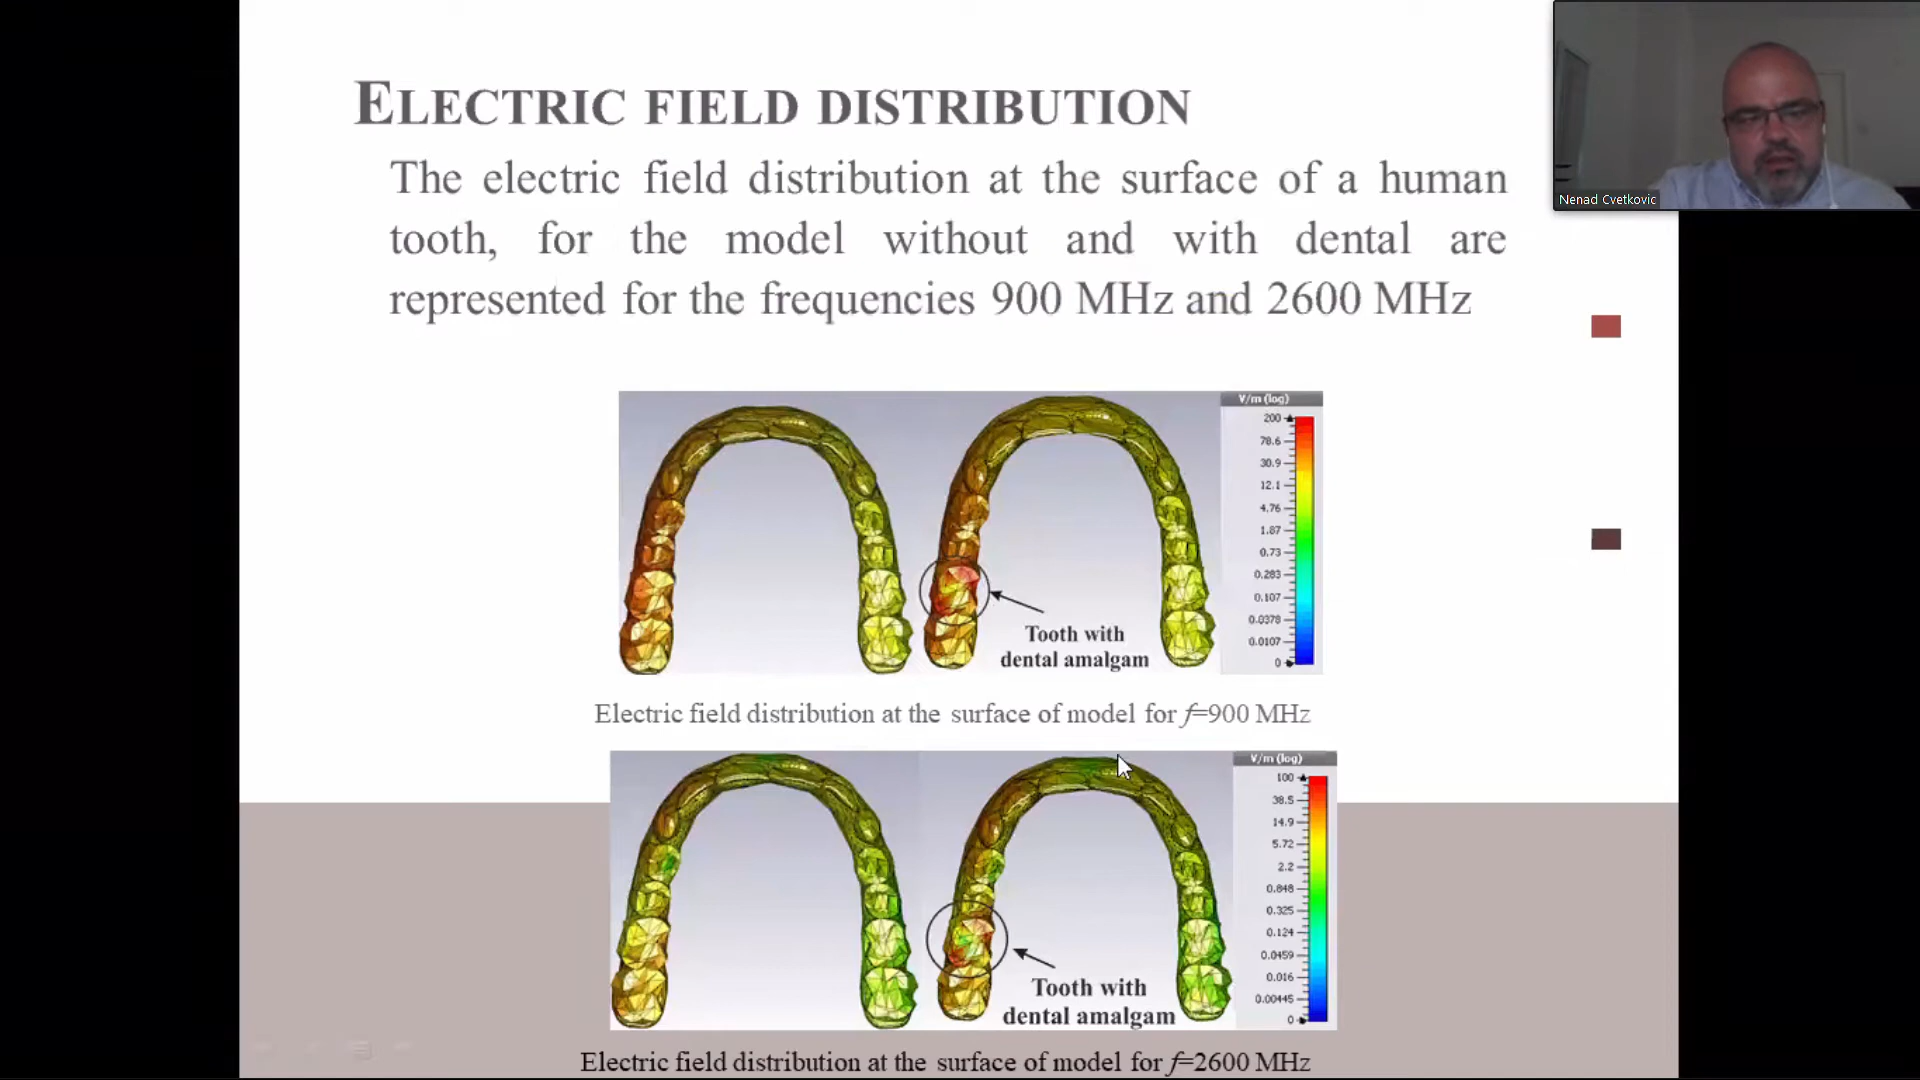 ELECTRIC FIELD DISTRIBUTION
The electric field distribution at the surface of a human
tooth, for the model without and with dental are
represented for the frequencies 900 MHz and 2600 MHz
Nenad Cvetkovic
V/m (log)
200
78.6
30.9
12.1
4.76
1.87
0.73
0.283
0.107
0.0378
0.0107
0
Tooth with
dental amalgam
Electric field distribution at the surface of model for f=900 MHz
V/m (log)
100
38.5
14.9
5.72
2.2
0.848
0.325
0.124
0.0459
0.016
0.00445
0
Tooth with
dental amalgam
Electric field distribution at the surface of model for f=2600 MHz